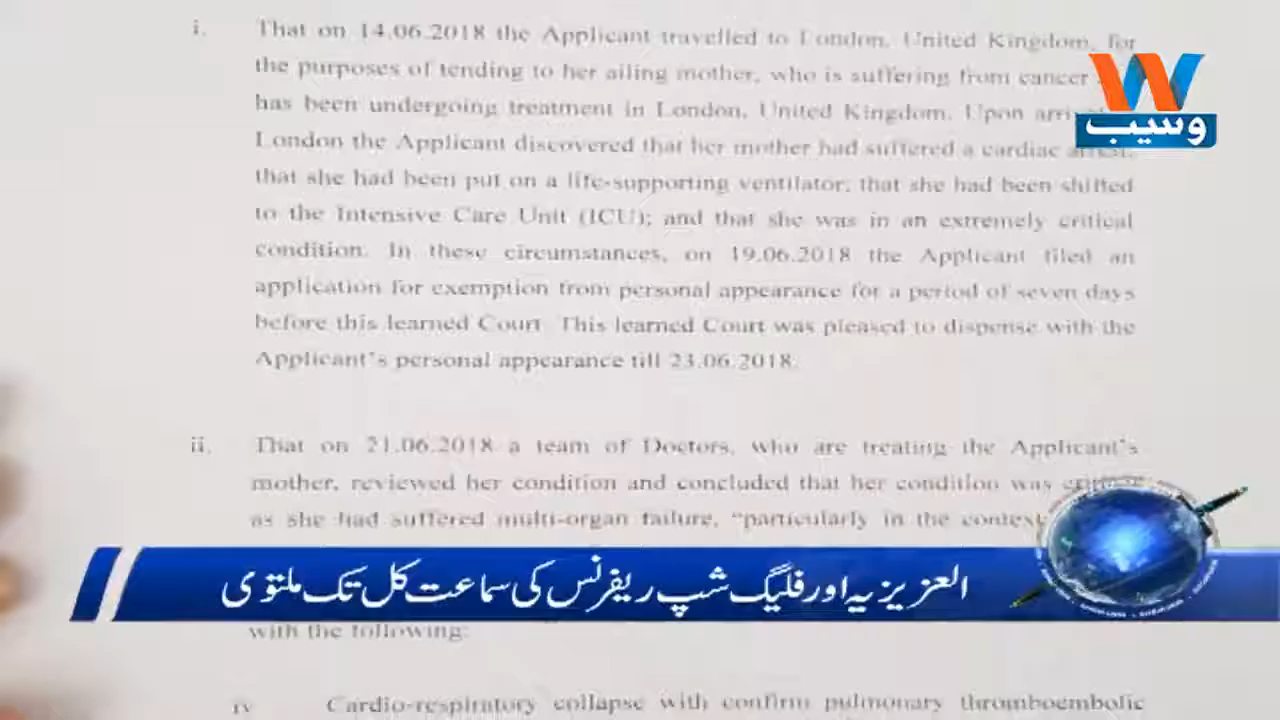 i. That on 14.06.2018 the Applicant travelled to London, United Kingdom, for
the purposes of tending to her ailing mother, who is suffering from cancer
has been undergoing treatment in London, United Kingdom. Upon
London the Applicant discovered that her mother had suffered a cardiac arrest;
that she had been put on a life-supporting ventilator; that she had been shifted
to the Intensive Care Unit (ICU); and that she was in an extremely critical
condition. In these circumstances, on 19.06.2018 the Applicant filed an
application for exemption from personal appearance for a period of seven days
before this learned Court. This learned Court was pleased to dispense with the
Applicant's personal appearance till 23.06.2018.
ii. That on 21.06.2018 a team of Doctors, who are treating the Applicant's
mother, reviewed her condition and concluded that her condition was
as she had suffered multi-organ failure, "particularly in the context
with the following:
iv Cardio-respiratory collapse with confirm pulmonary thromboembolic
W
وسیب
العزیزیہ اور فلیگ شپ ریفرنس کی سماعت کل تک ملتوی